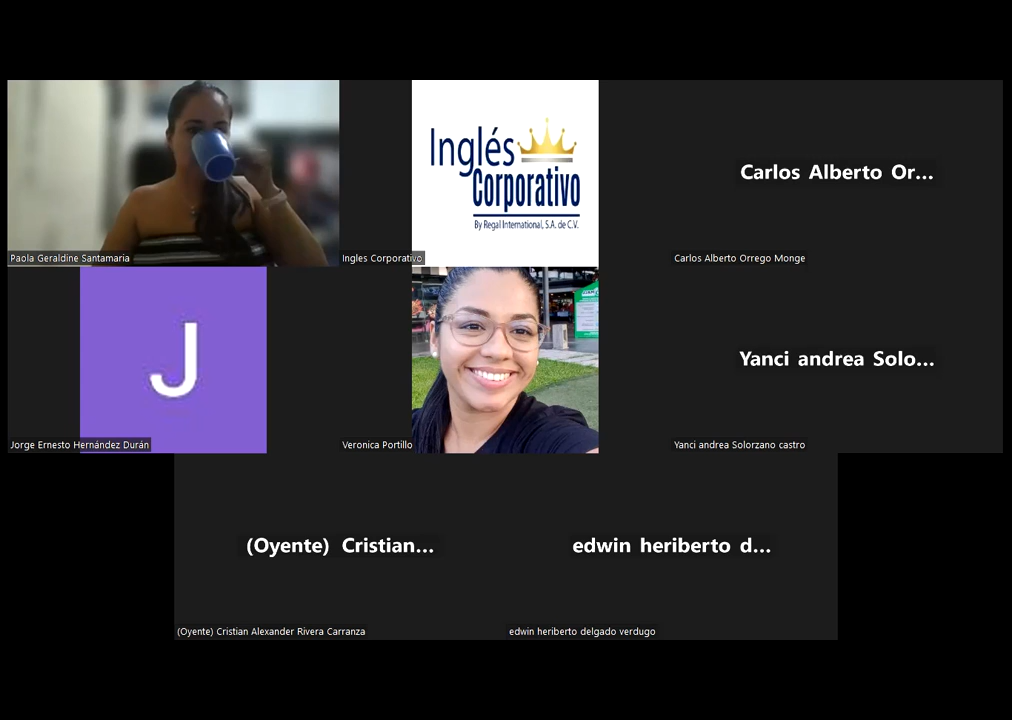 Inglés
Corporativo
By Regal International, S.A. de C.V.
Carlos Alberto Or...
Paola Geraldine Santamaria
Ingles Corporativo
Carlos Alberto Orrego Monge
J
Yanci andrea Solo...
Jorge Ernesto Hernández Durán
Veronica Portillo
Yanci andrea Solorzano castro
(Oyente) Cristian...
edwin heriberto d...
(Oyente) Cristian Alexander Rivera Carranza
edwin heriberto delgado verdugo